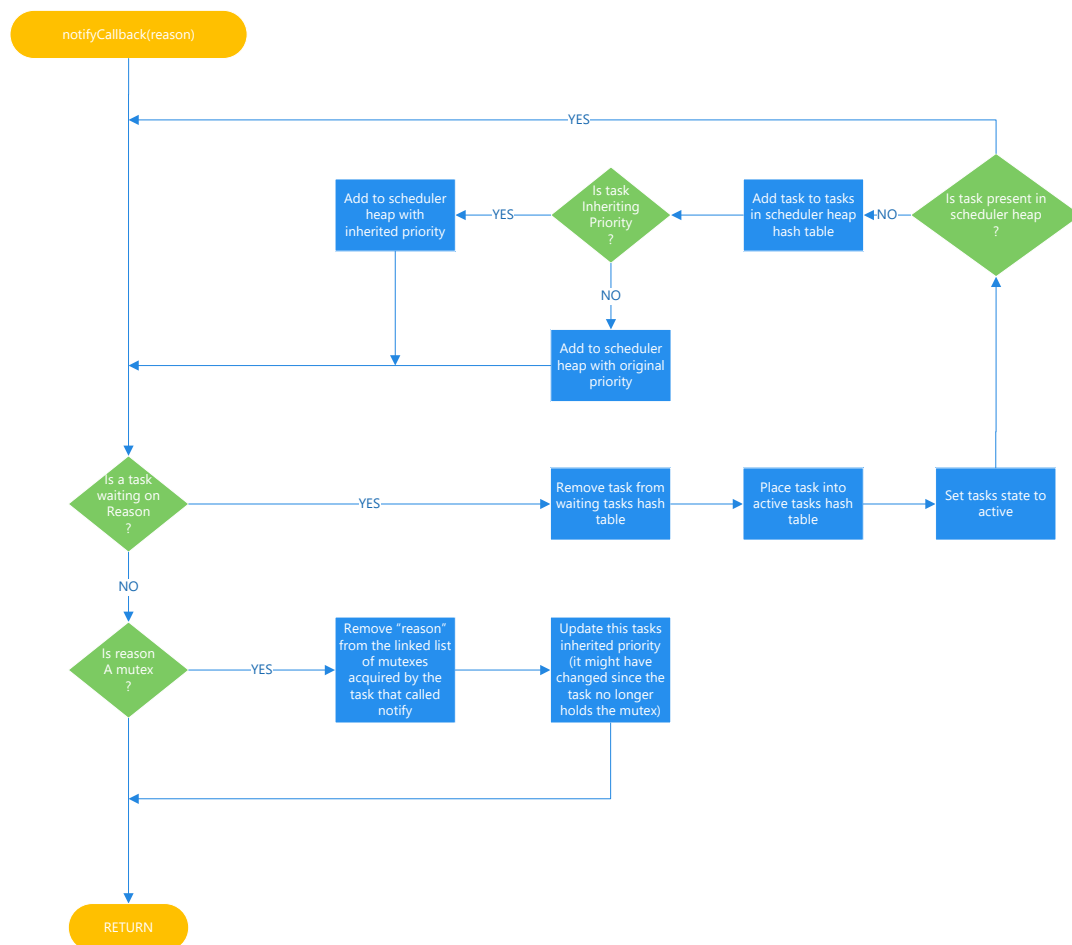 notifyCallback(reason)
YES
Is task present in
scheduler heap
?
NO
Add task to tasks
in scheduler heap
hash table
Is task
Inheriting
Priority
?
YES
Add to scheduler
heap with
inherited priority
NO
Add to scheduler
heap with original
priority
Is a task
waiting on
Reason
?
YES
Remove task from
waiting tasks hash
table
Place task into
active tasks hash
table
Set tasks state to
active
NO
Is reason
A mutex
?
YES
Remove “reason”
from the linked list
of mutexes
acquired by the
task that called
notify
Update this tasks
inherited priority
(it might have
changed since the
task no longer
holds the mutex)
RETURN